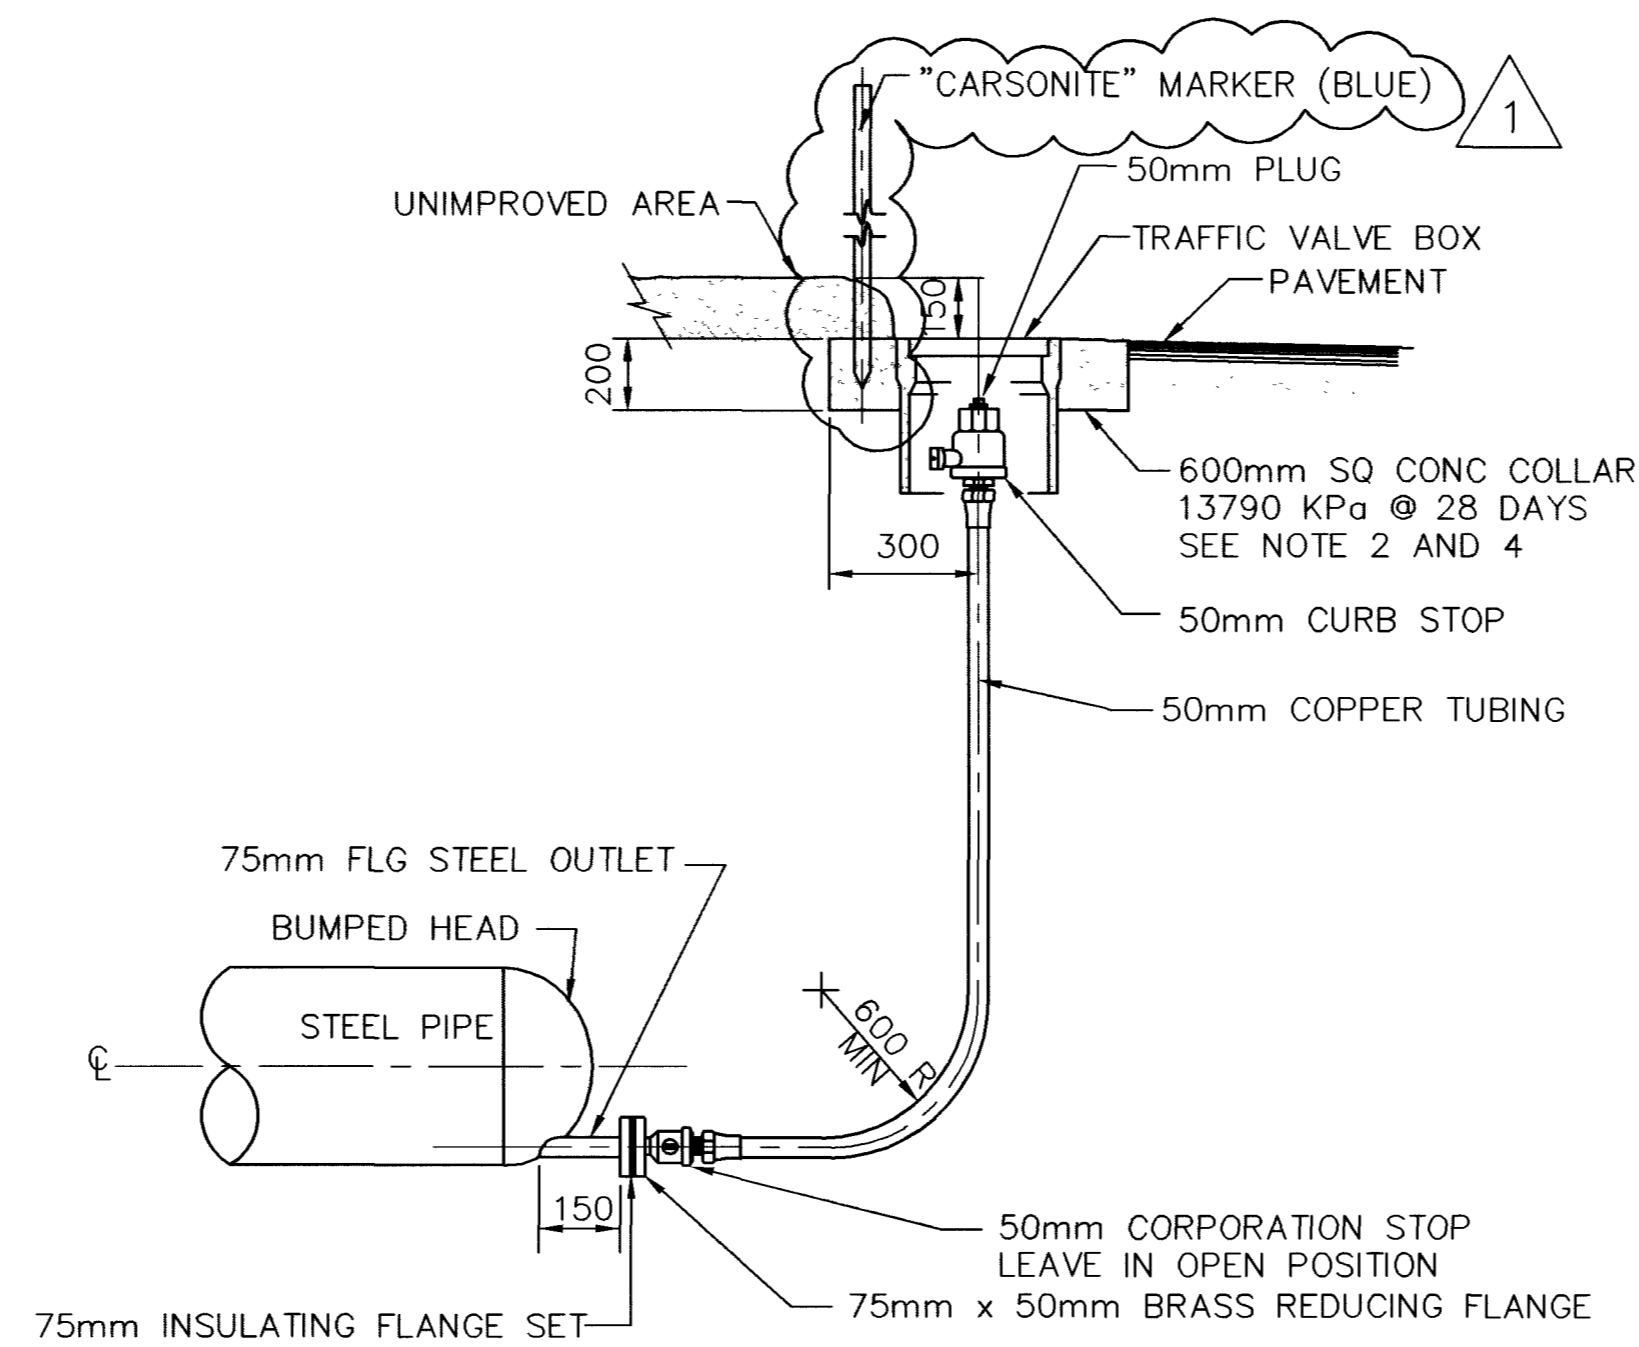 "CARSONITE" MARKER (BLUE)
1
50mm PLUG
UNIMPROVED AREA
TRAFFIC VALVE BOX
PAVEMENT
150
200
600mm SQ CONC COLLAR
13790 KPa @ 28 DAYS
SEE NOTE 2 AND 4
300
50mm CURB STOP
50mm COPPER TUBING
75mm FLG STEEL OUTLET
BUMPED HEAD
STEEL PIPE
600 R
MIN
℄
150
50mm CORPORATION STOP
LEAVE IN OPEN POSITION
75mm x 50mm BRASS REDUCING FLANGE
75mm INSULATING FLANGE SET